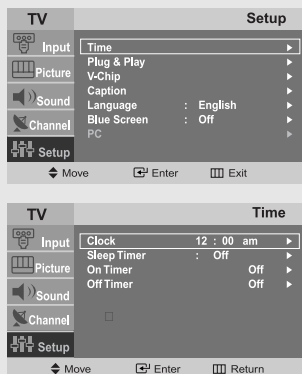 TV Setup
Input
Picture
Sound
Channel
Setup
Time
Plug & Play
V-Chip
Caption
Language : English
Blue Screen : Off
PC
Move Enter Exit
TV Time
Input
Picture
Sound
Channel
Setup
Clock 12 : 00 am
Sleep Timer : Off
On Timer Off
Off Timer Off
Move Enter Return